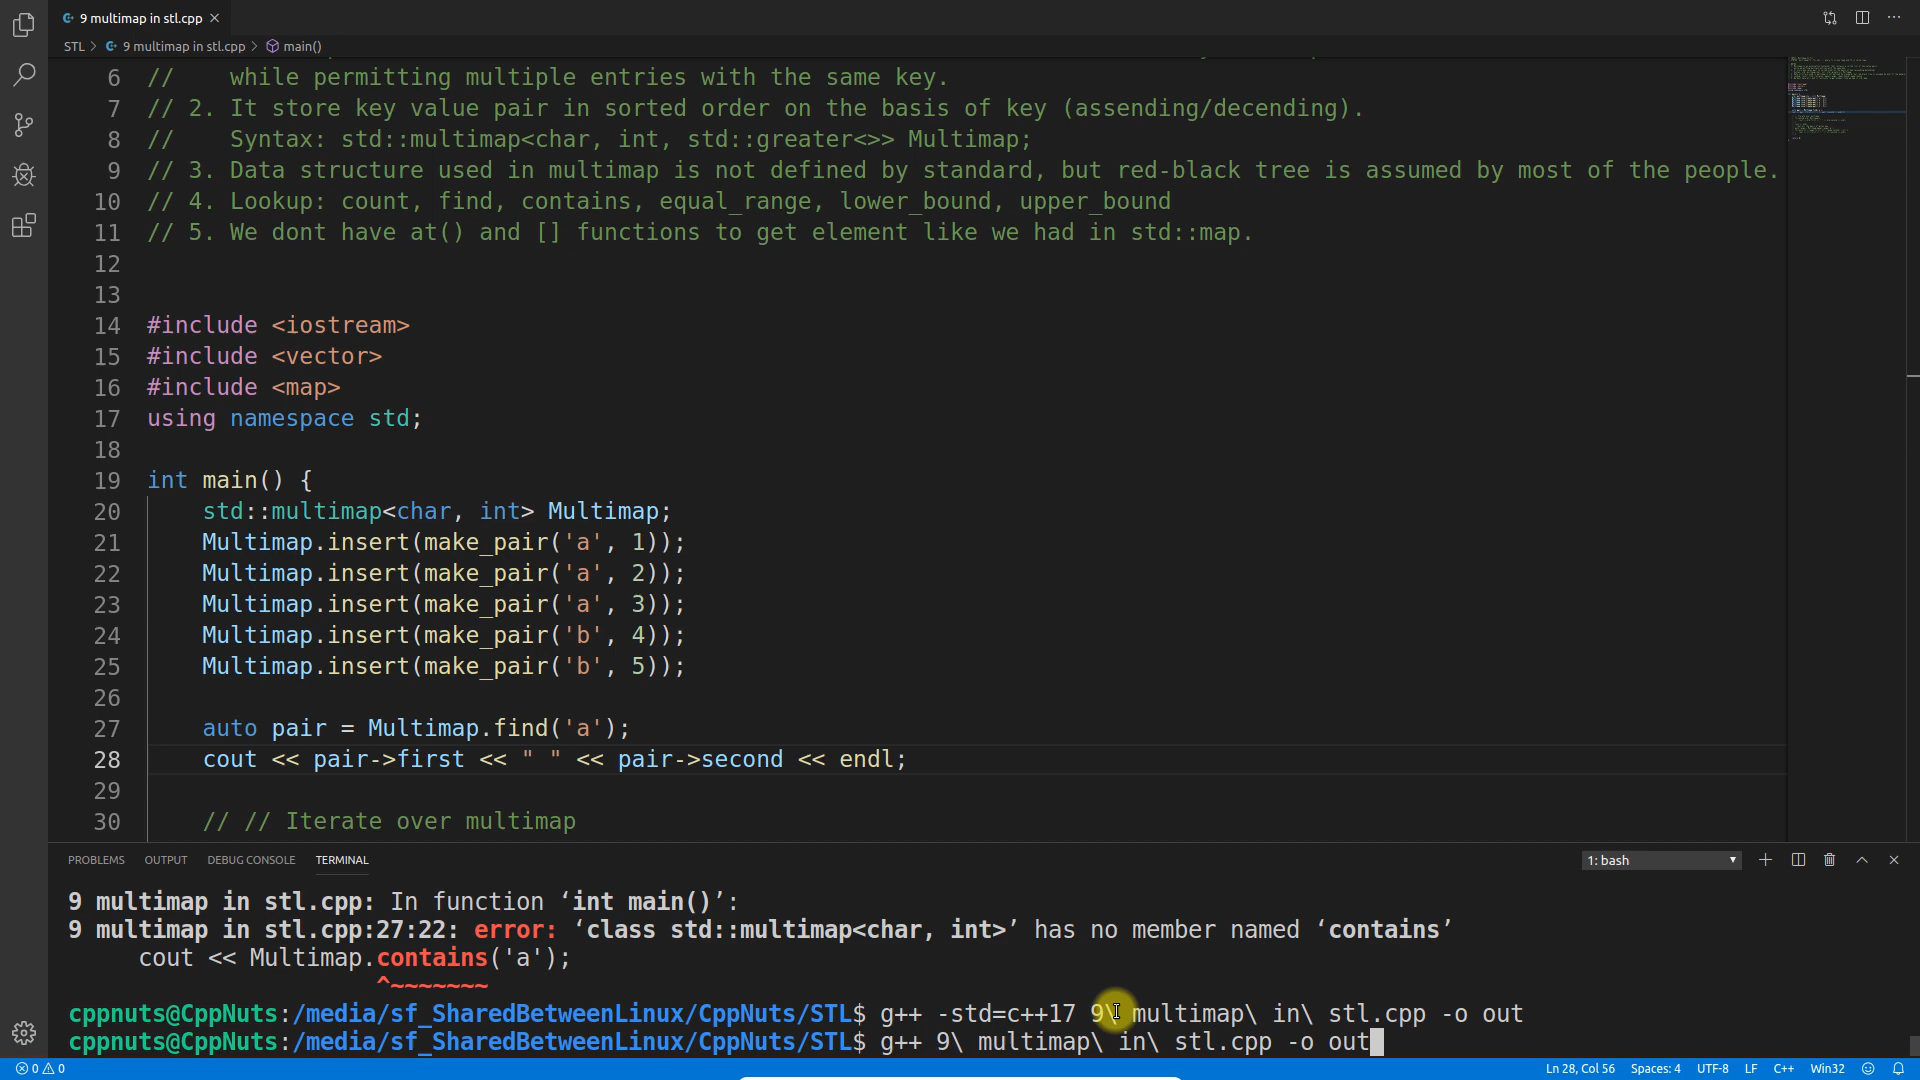 9 multimap in stl.cpp
STL > 9 multimap in stl.cpp > main()
6 // while permitting multiple entries with the same key.
7 // 2. It store key value pair in sorted order on the basis of key (assending/decending).
8 // Syntax: std::multimap<char, int, std::greater<>> Multimap;
9 // 3. Data structure used in multimap is not defined by standard, but red-black tree is assumed by most of the people.
10 // 4. Lookup: count, find, contains, equal_range, lower_bound, upper_bound
11 // 5. We dont have at() and [] functions to get element like we had in std::map.
12
13
14 #include <iostream>
15 #include <vector>
16 #include <map>
17 using namespace std;
18
19 int main() {
20 std::multimap<char, int> Multimap;
21 Multimap.insert(make_pair('a', 1));
22 Multimap.insert(make_pair('a', 2));
23 Multimap.insert(make_pair('a', 3));
24 Multimap.insert(make_pair('b', 4));
25 Multimap.insert(make_pair('b', 5));
26
27 auto pair = Multimap.find('a');
28 cout << pair->first << " " << pair->second << endl;
29
30 // // Iterate over multimap
PROBLEMS OUTPUT DEBUG CONSOLE TERMINAL 1: bash
9 multimap in stl.cpp: In function ‘int main()’:
9 multimap in stl.cpp:27:22: error: ‘class std::multimap<char, int>’ has no member named ‘contains’
cout << Multimap.contains('a');
^~~~~~~~
cppnuts@CppNuts:/media/sf_SharedBetweenLinux/CppNuts/STL$ g++ -std=c++17 9\ multimap\ in\ stl.cpp -o out
cppnuts@CppNuts:/media/sf_SharedBetweenLinux/CppNuts/STL$ g++ 9\ multimap\ in\ stl.cpp -o out
0 0 Ln 28, Col 56 Spaces: 4 UTF-8 LF C++ Win32